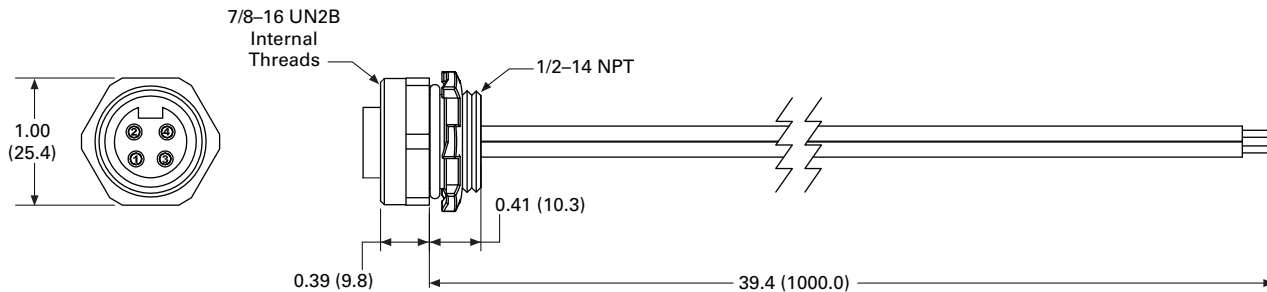 7/8–16 UN2B
Internal
Threads
1/2–14 NPT
1.00
(25.4)
2 4
1 3
0.41 (10.3)
0.39 (9.8)
39.4 (1000.0)